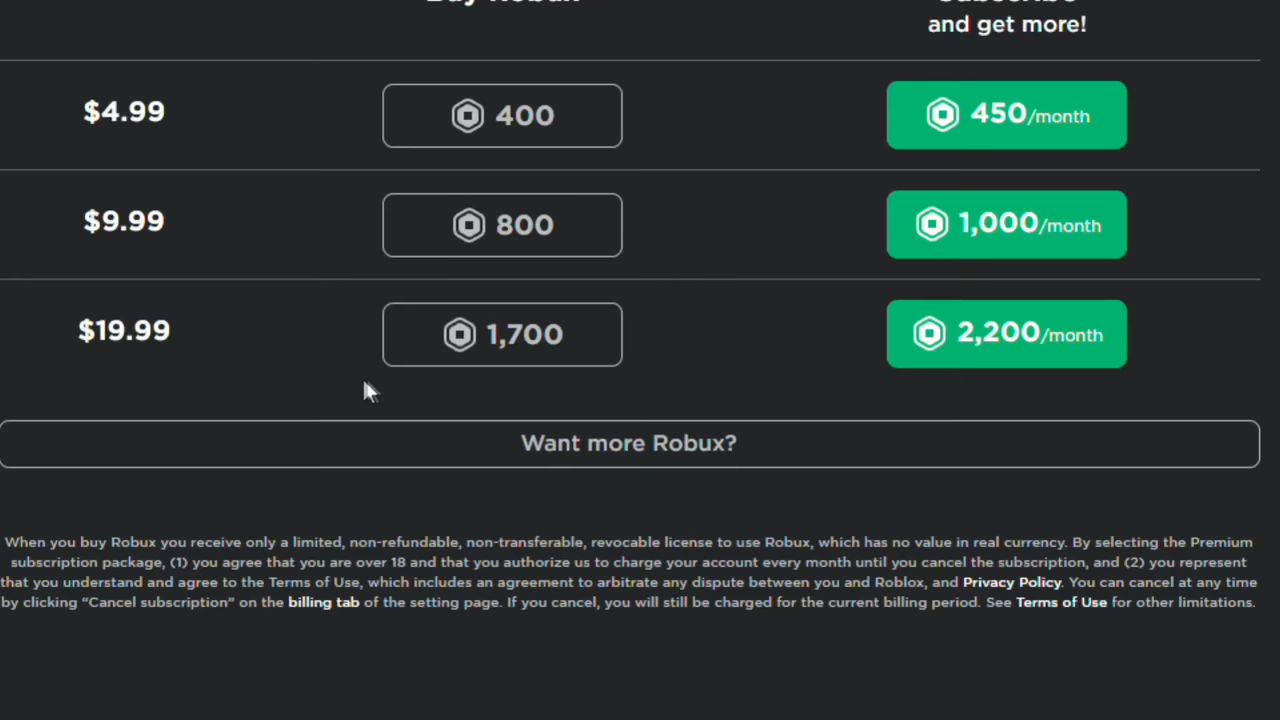 Buy Robux
Subscribe
and get more!
$4.99
400
450/month
$9.99
800
1,000/month
$19.99
1,700
2,200/month
Want more Robux?
When you buy Robux you receive only a limited, non-refundable, non-transferable, revocable license to use Robux, which has no value in real currency. By selecting the Premium
subscription package, (1) you agree that you are over 18 and that you authorize us to charge your account every month until you cancel the subscription, and (2) you represent
that you understand and agree to the Terms of Use, which includes an agreement to arbitrate any dispute between you and Roblox, and Privacy Policy. You can cancel at any time
by clicking “Cancel subscription” on the billing tab of the setting page. If you cancel, you will still be charged for the current billing period. See Terms of Use for other limitations.